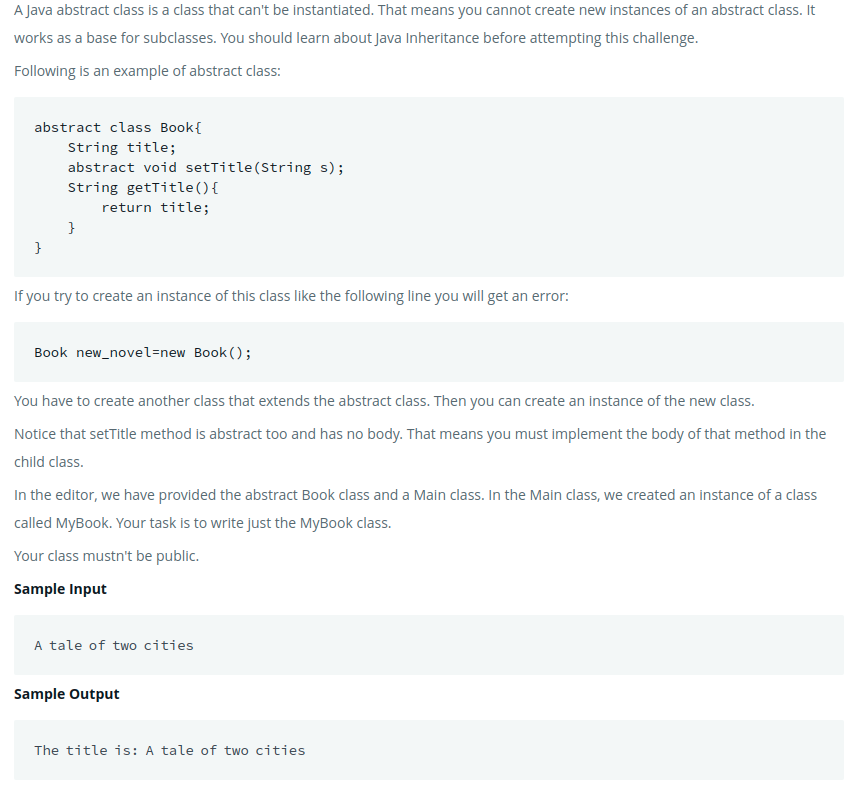 A Java abstract class is a class that can't be instantiated. That means you cannot create new instances of an abstract class. It
works as a base for subclasses. You should learn about Java Inheritance before attempting this challenge.
Following is an example of abstract class:
abstract class Book{
    String title;
    abstract void setTitle(String s);
    String getTitle(){
        return title;
    }
}
If you try to create an instance of this class like the following line you will get an error:
Book new_novel=new Book();
You have to create another class that extends the abstract class. Then you can create an instance of the new class.
Notice that setTitle method is abstract too and has no body. That means you must implement the body of that method in the
child class.
In the editor, we have provided the abstract Book class and a Main class. In the Main class, we created an instance of a class
called MyBook. Your task is to write just the MyBook class.
Your class mustn't be public.
Sample Input
A tale of two cities
Sample Output
The title is: A tale of two cities